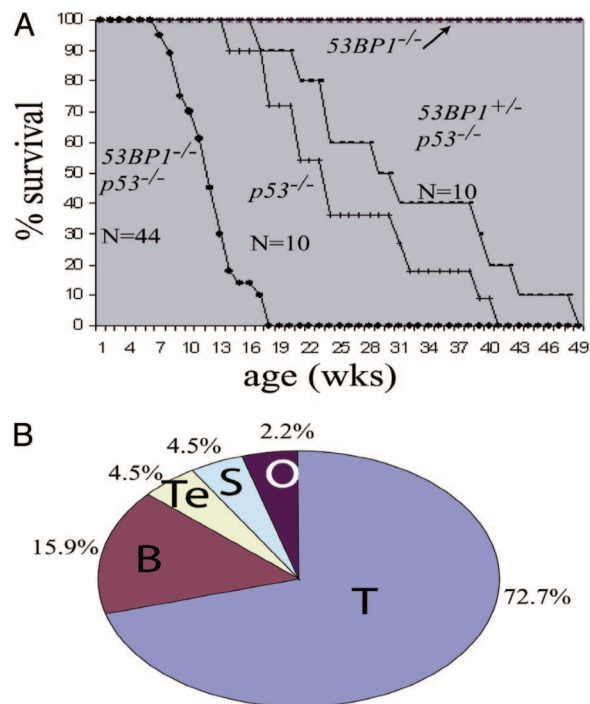 A
100
90
80
70
60
50
40
30
20
10
0
% survival
53BP1-/-
53BP1+/-
p53-/-
N=10
53BP1-/-
p53-/-
N=44
p53-/-
N=10
1 4 7 10 13 16 19 22 25 28 31 34 37 40 43 46 49
age (wks)
B
2.2%
4.5%
4.5%
15.9%
72.7%
O
S
Te
B
T